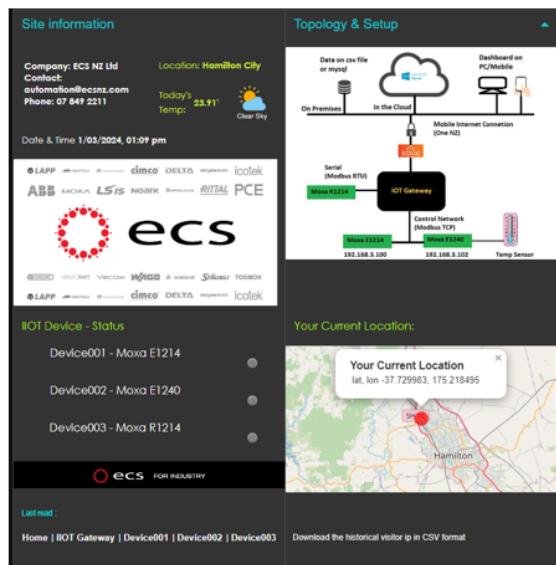 Site information
Company: ECS NZ Ltd
Contact:
automation@ecsnz.com
Phone: 07 849 2211
Location: Hamilton City
Today's
Temp: 23.91°
Clear Sky
Date & Time 1/03/2024, 01:09 pm
LAPP cimco DELTA icotek
ABB MOXA LSis NOARK RITTAL PCE
ecs
VECOW WAGO wieland TOSIBOX
LAPP cimco DELTA icotek
IIOT Device - Status
Device001 - Moxa E1214
Device002 - Moxa E1240
Device003 - Moxa R1214
ecs FOR INDUSTRY
Last read :
Home | IIOT Gateway | Device001 | Device002 | Device003
Topology & Setup
Data on csv file
or mysql
Dashboard on
PC/Mobile
On Premises
In the Cloud
Mobile Internet Connetion
(One NZ)
Serial
(Modbus RTU)
Moxa R1214
IOT Gateway
Control Network
(Modbus TCP)
Moxa E1214
Moxa E1240
192.168.3.100
192.168.3.102
Temp Sensor
Your Current Location:
Your Current Location
lat, lon -37.729983, 175.218495
Hamilton
Download the historical visitor ip in CSV format